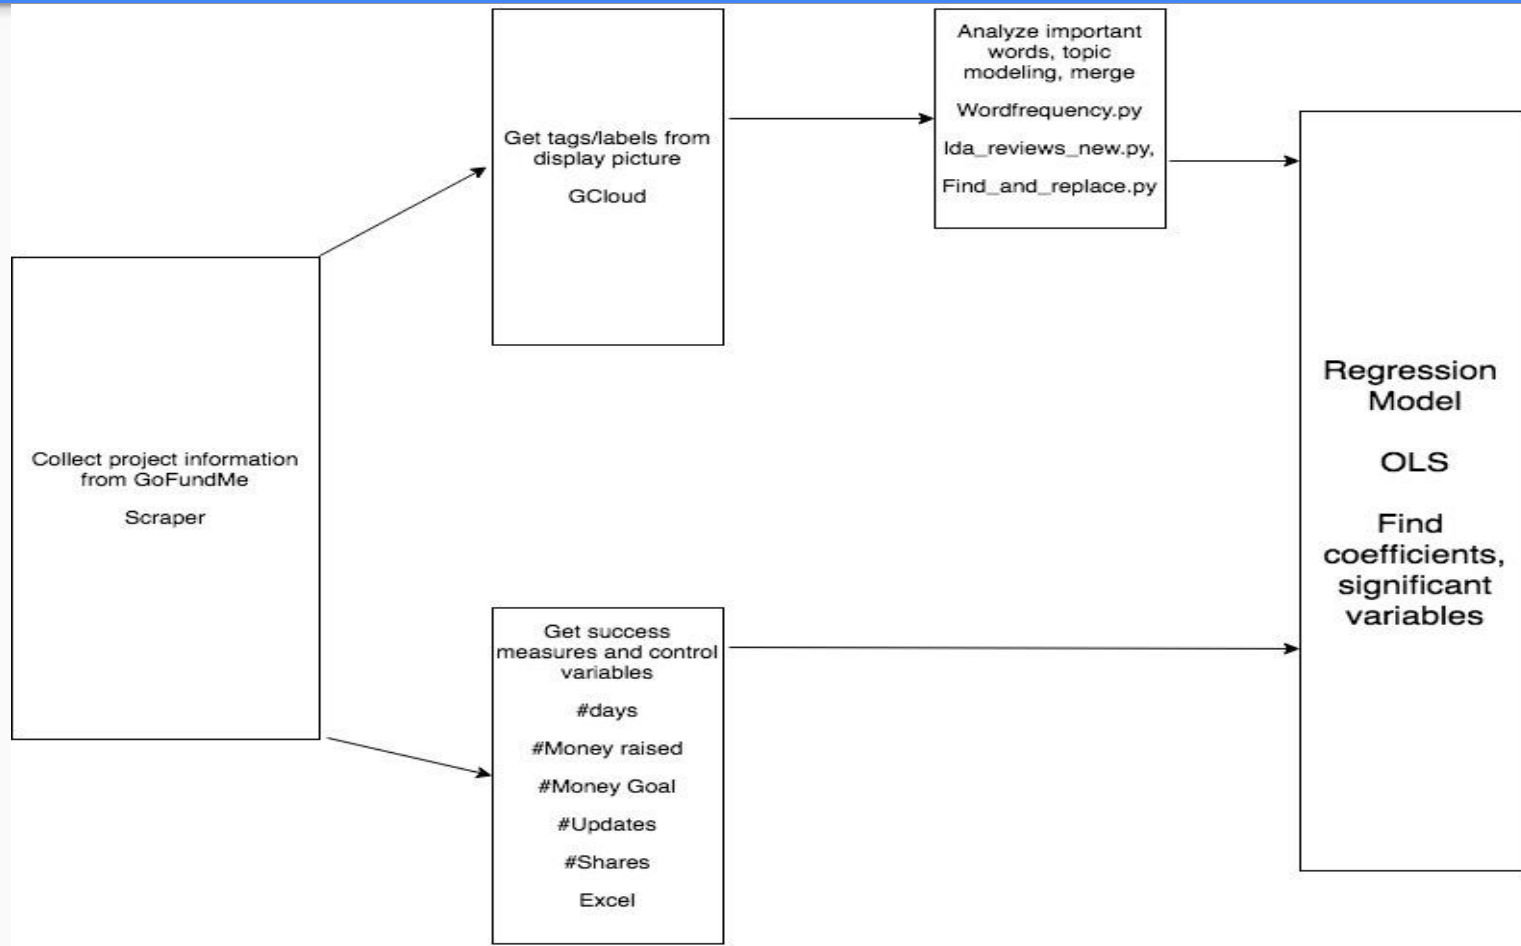 Collect project information
from GoFundMe
Scraper
Get tags/labels from
display picture
GCloud
Analyze important
words, topic
modeling, merge
Wordfrequency.py
lda_reviews_new.py,
Find_and_replace.py
Get success
measures and control
variables
#days
#Money raised
#Money Goal
#Updates
#Shares
Excel
Regression
Model
OLS
Find
coefficients,
significant
variables